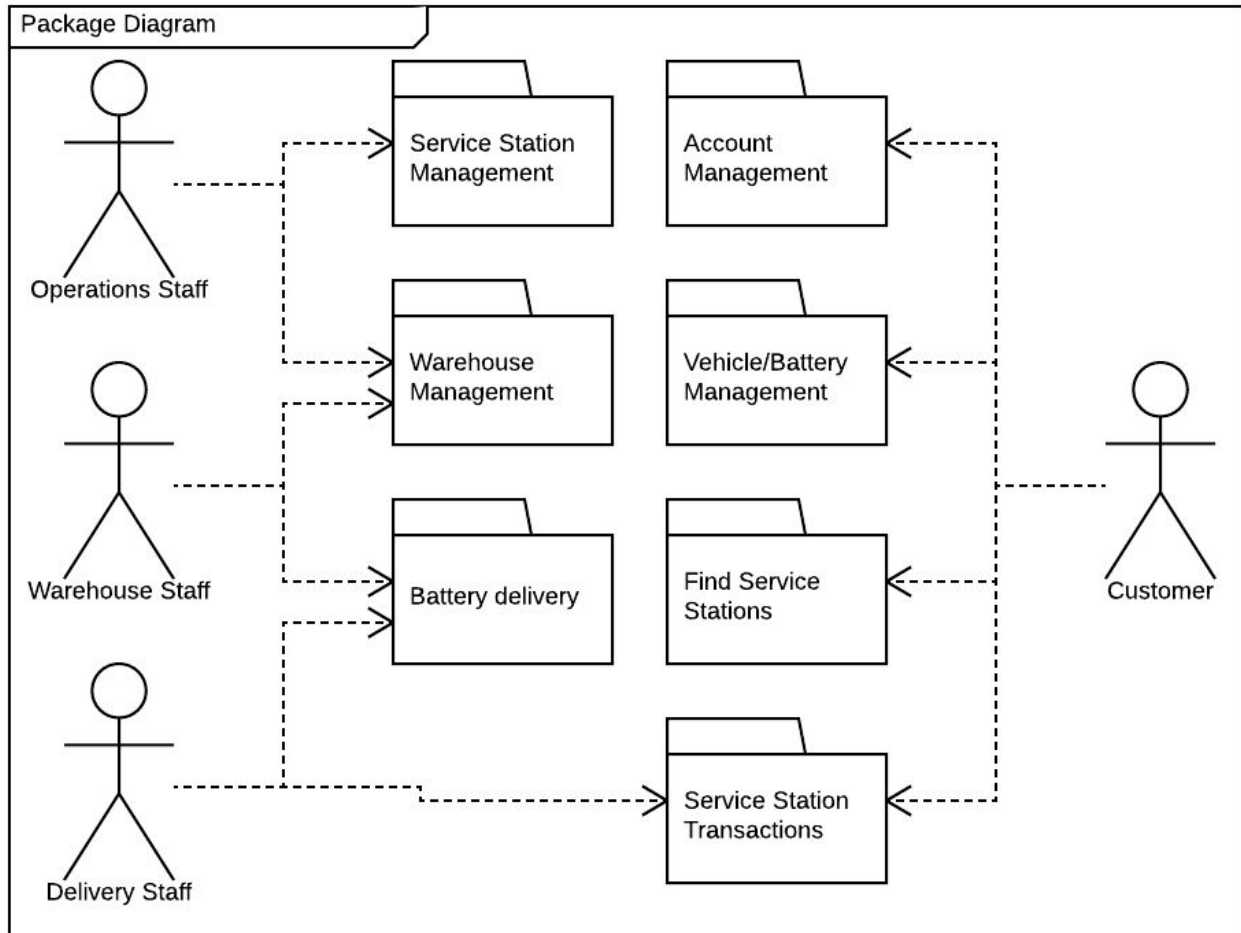 Package Diagram
Service Station
Management
Account
Management
Operations Staff
Warehouse
Management
Vehicle/Battery
Management
Warehouse Staff
Battery delivery
Find Service
Stations
Customer
Service Station
Transactions
Delivery Staff